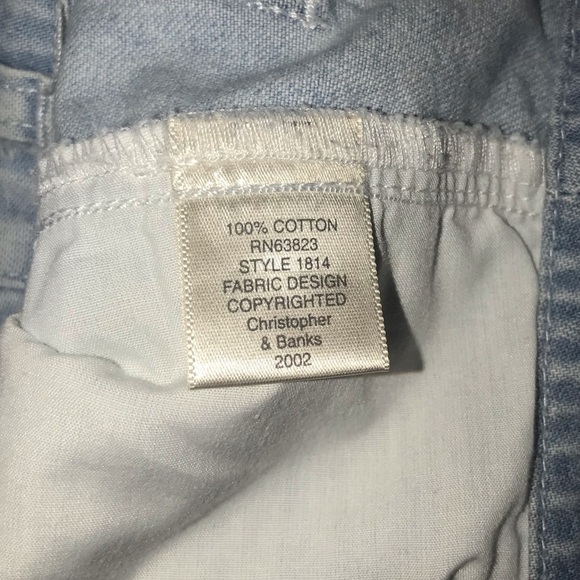 100% COTTON
RN63823
STYLE 1814
FABRIC DESIGN
COPYRIGHTED
Christopher
& Banks
2002